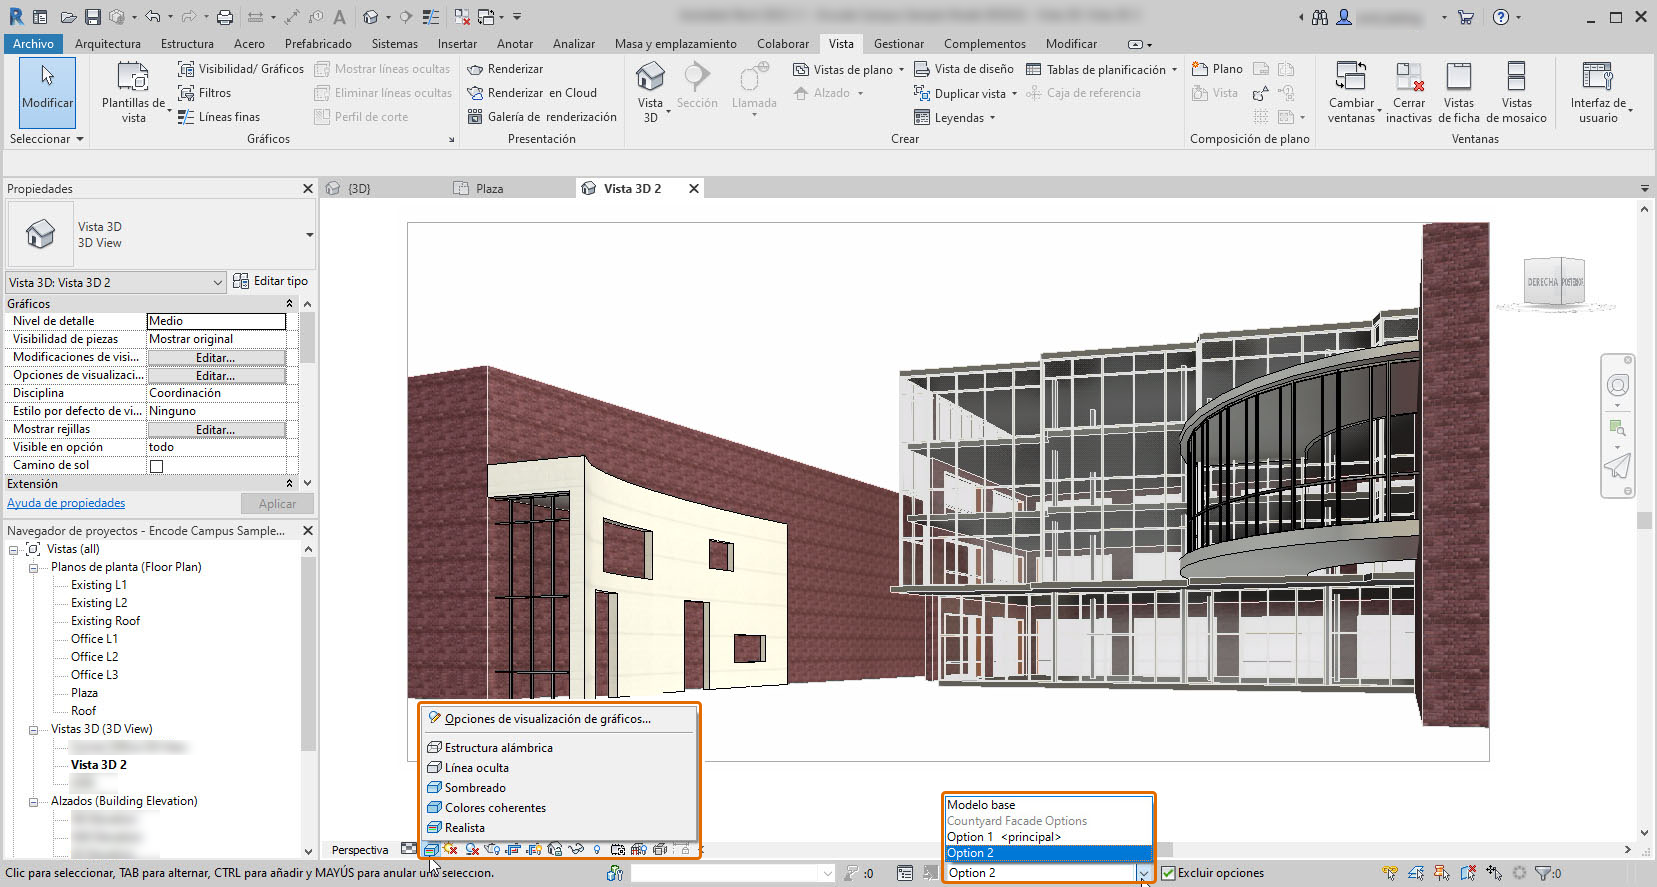 Archivo Arquitectura Estructura Acero Prefabricado Sistemas Insertar Anotar Analizar Masa y emplazamiento Colaborar Vista Gestionar Complementos Modificar
Modificar
Seleccionar
Plantillas de vista
Visibilidad/ Gráficos
Filtros
Líneas finas
Mostrar líneas ocultas
Eliminar líneas ocultas
Perfil de corte
Gráficos
Renderizar
Renderizar en Cloud
Galería de renderización
Presentación
Vista 3D
Sección
Llamada
Vistas de plano
Alzado
Vista de diseño
Duplicar vista
Leyendas
Tablas de planificación
Caja de referencia
Crear
Plano
Vista
Composición de plano
Cambiar ventanas
Cerrar inactivas
Vistas de ficha
Vistas de mosaico
Ventanas
Interfaz de usuario
Propiedades
Vista 3D
3D View
Vista 3D: Vista 3D 2
Editar tipo
Gráficos
Nivel de detalle Medio
Visibilidad de piezas Mostrar original
Modificaciones de visi... Editar...
Opciones de visualizaci... Editar...
Disciplina Coordinación
Estilo por defecto de vi... Ninguno
Mostrar rejillas Editar...
Visible en opción todo
Camino de sol
Extensión
Ayuda de propiedades Aplicar
Navegador de proyectos - Encode Campus Sample...
Vistas (all)
Planos de planta (Floor Plan)
Existing L1
Existing L2
Existing Roof
Office L1
Office L2
Office L3
Plaza
Roof
Vistas 3D (3D View)
Vista 3D 2
Alzados (Building Elevation)
{3D} Plaza Vista 3D 2
DERECHA POSTERIOR
Opciones de visualización de gráficos...
Estructura alámbrica
Línea oculta
Sombreado
Colores coherentes
Realista
Perspectiva
Modelo base
Countyard Facade Options
Option 1 <principal>
Option 2
Option 2
Excluir opciones
Clic para seleccionar, TAB para alternar, CTRL para añadir y MAYÚS para anular una seleccion.
:0
:0